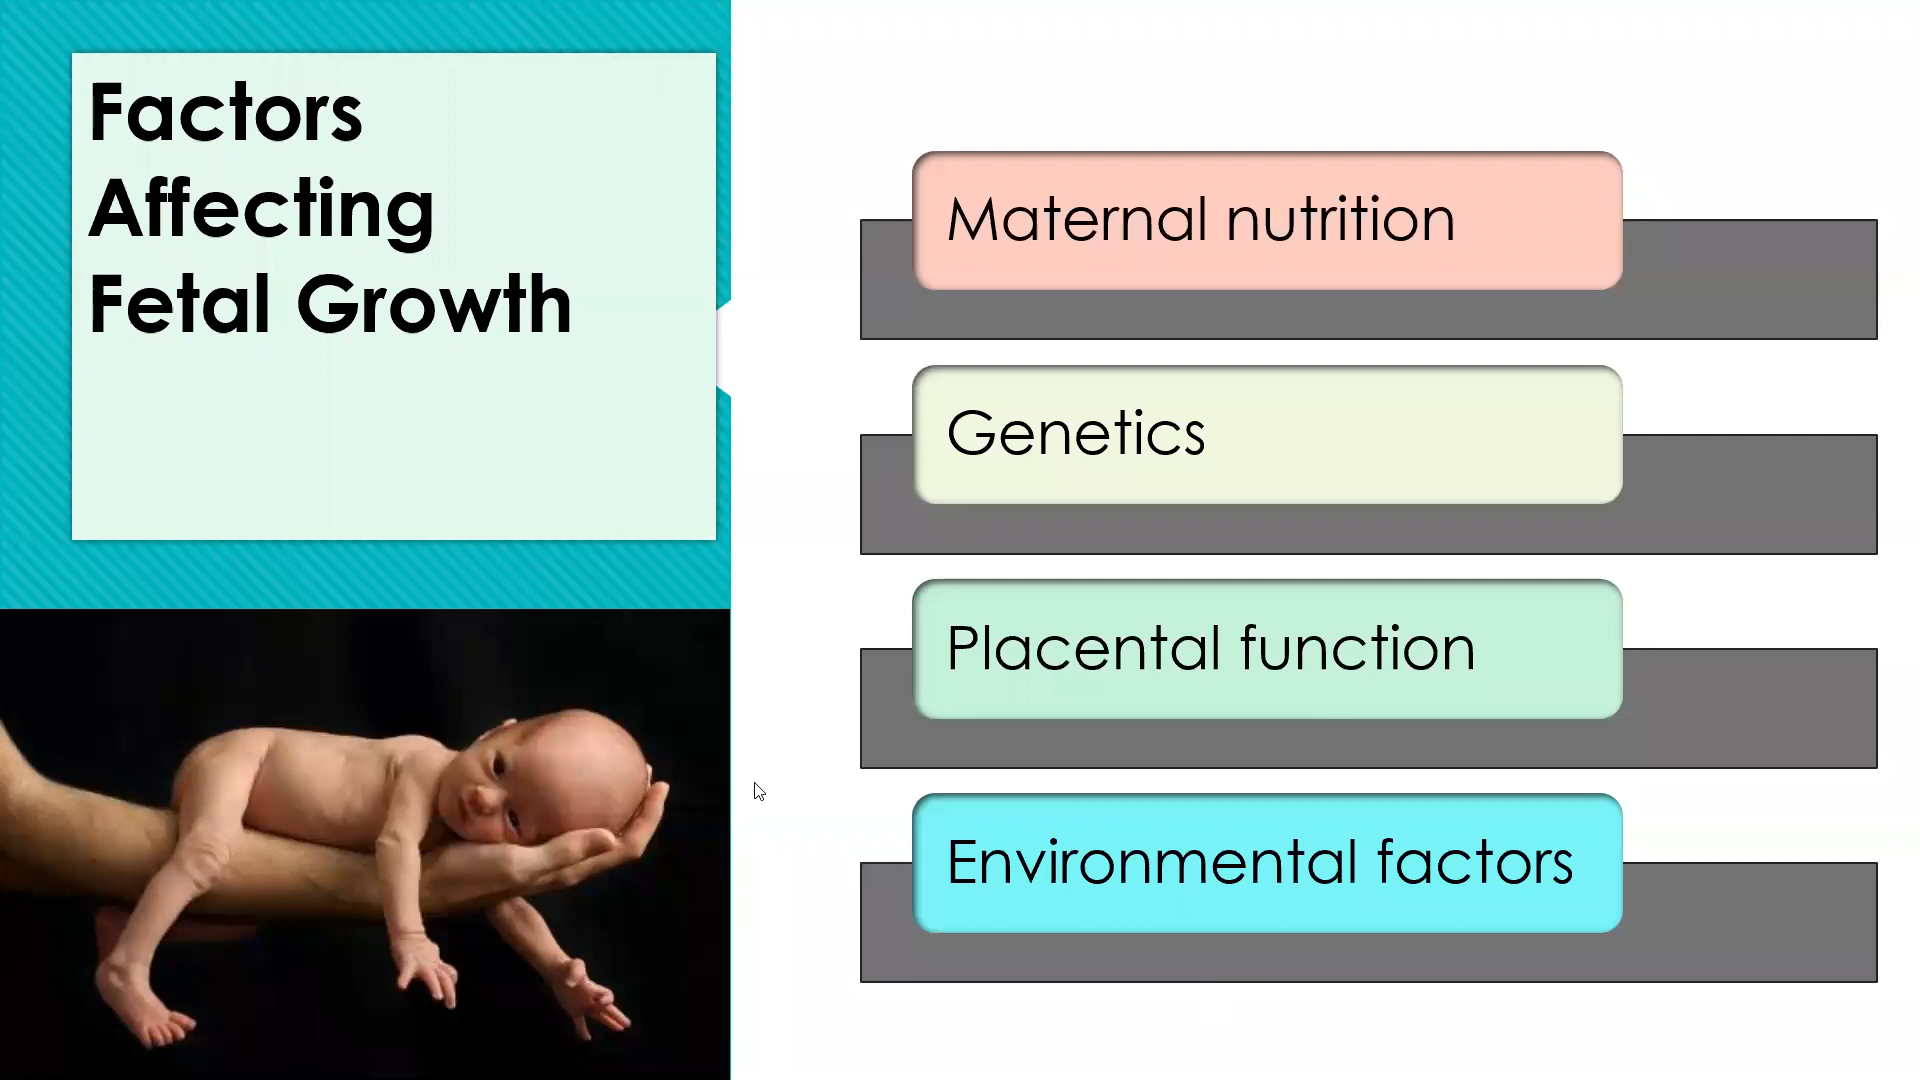 Factors
Affecting
Fetal Growth
Maternal nutrition
Genetics
Placental function
Environmental factors